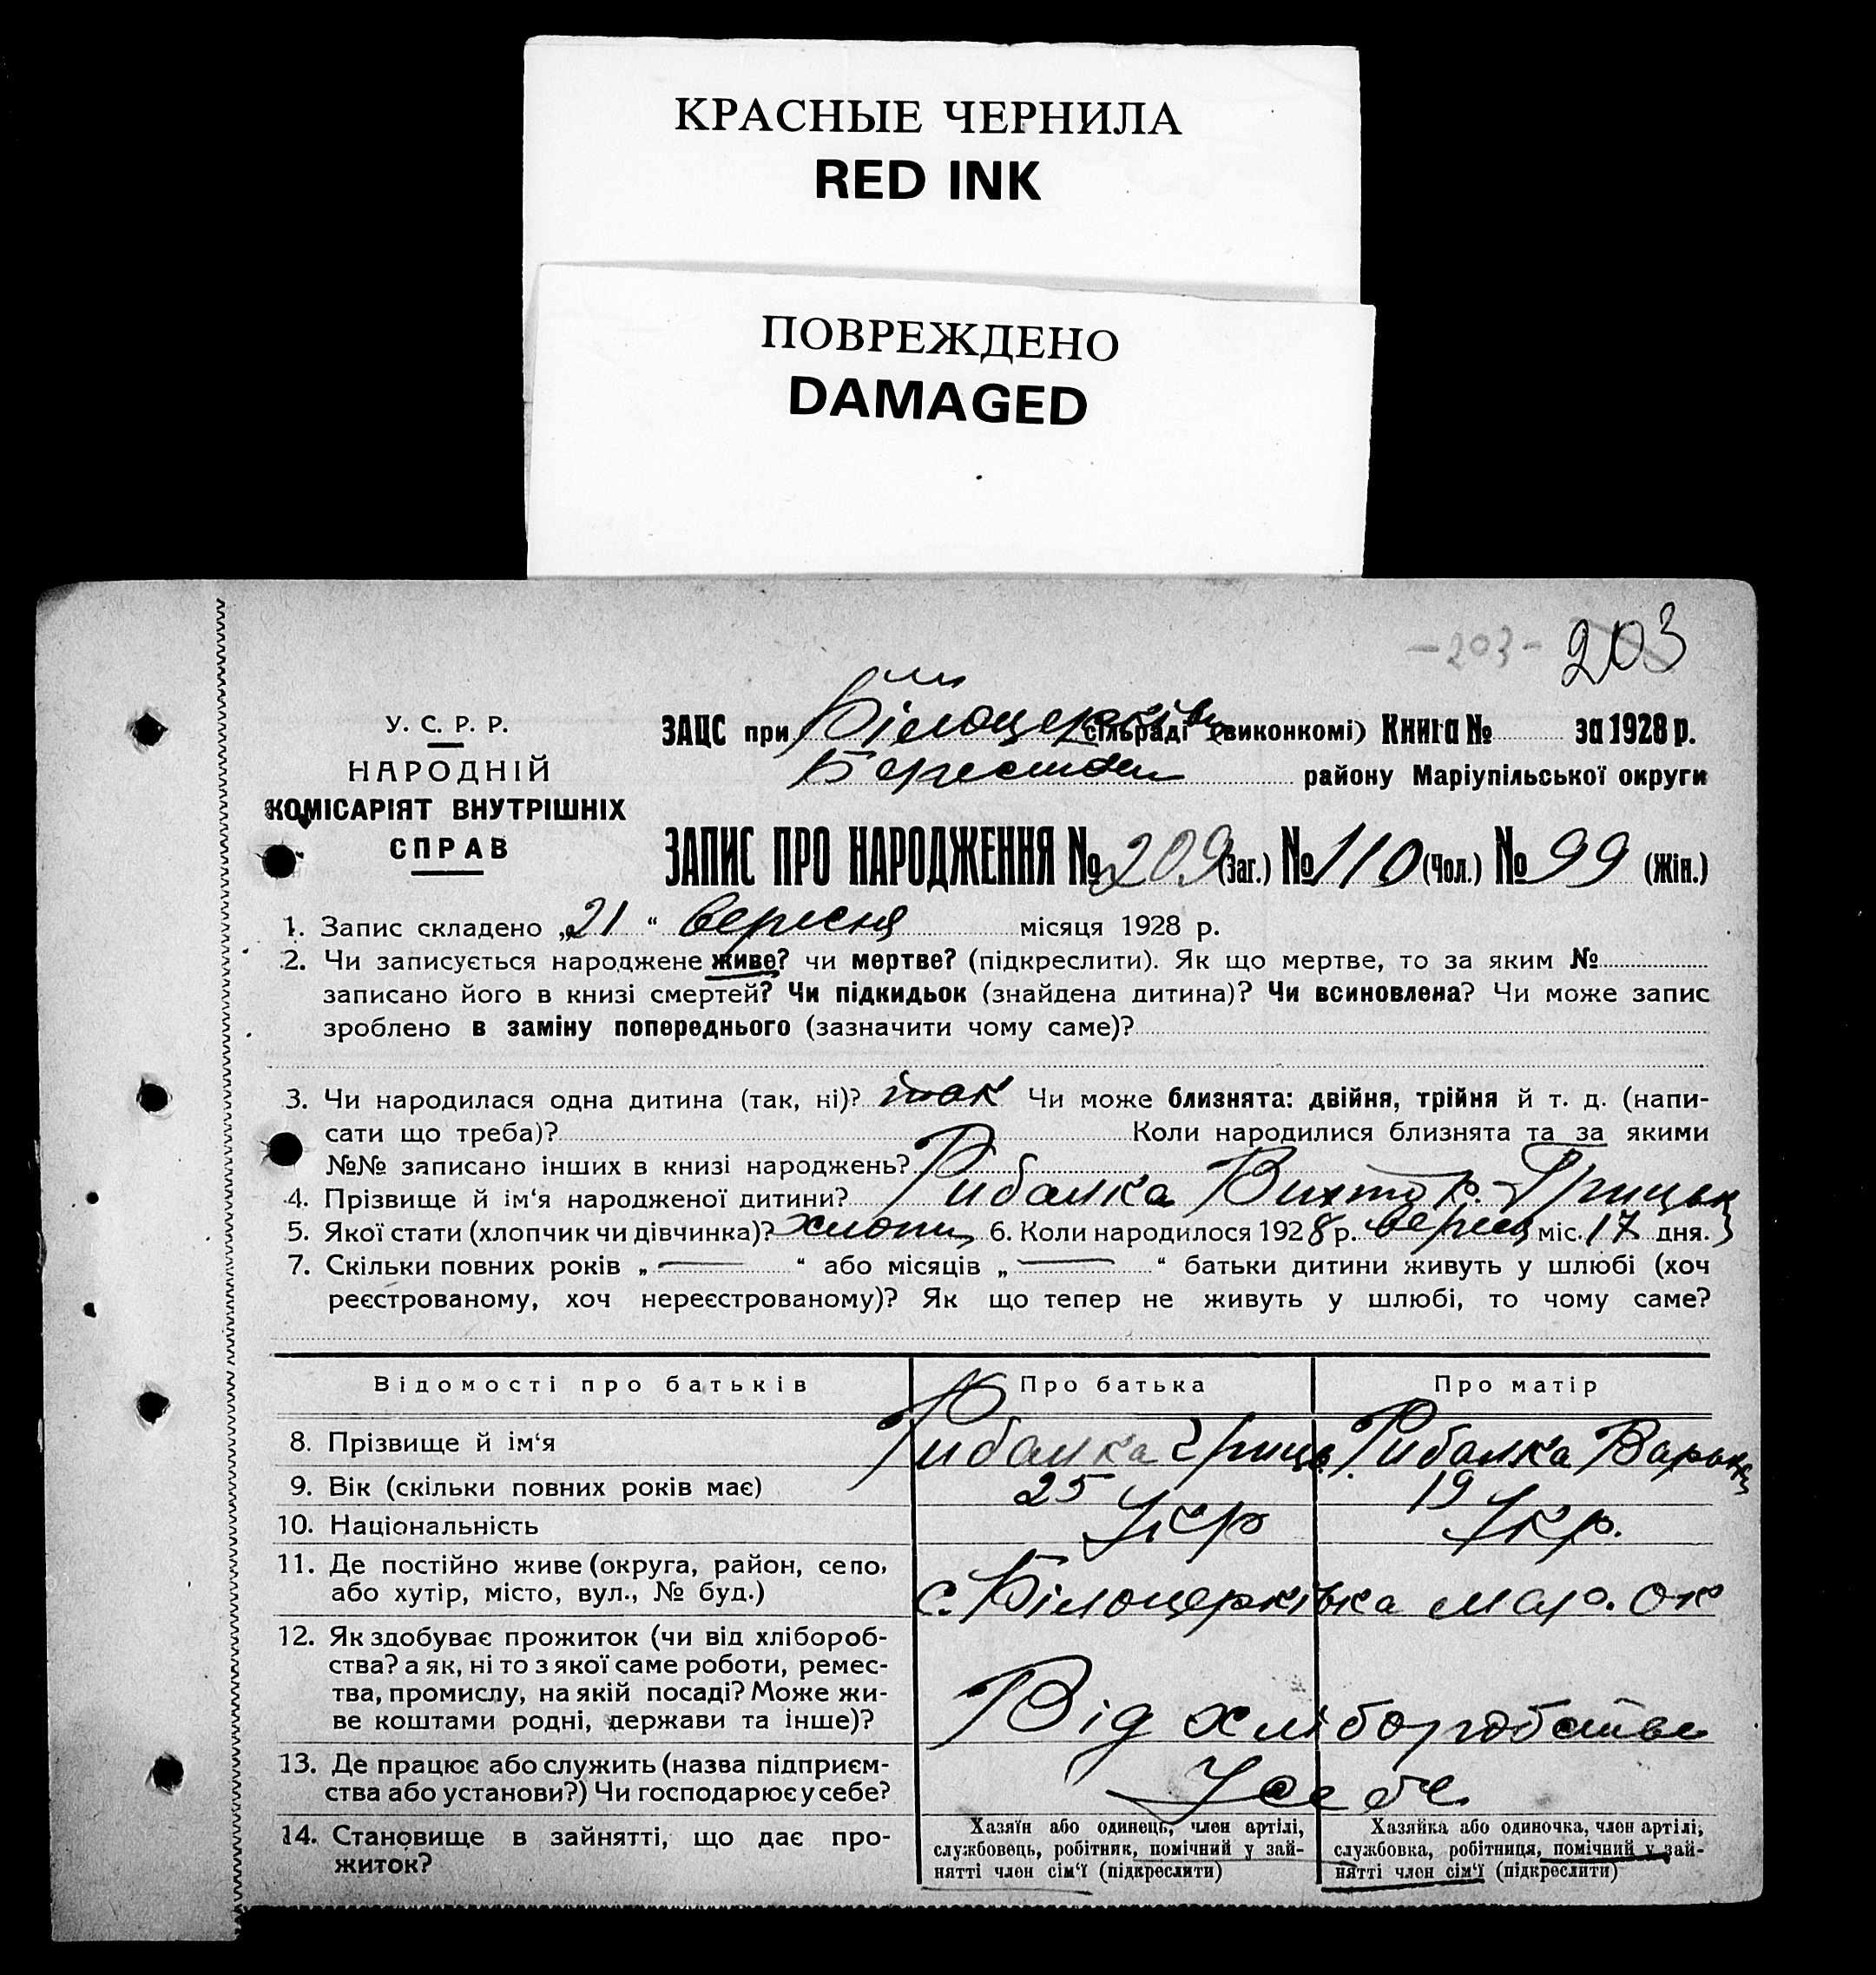 КРАСНЫЕ ЧЕРНИЛА
RED INK
ПОВРЕЖДЕНО
DAMAGED
-203- 203
У. С. Р. Р.
НАРОДНІЙ
КОМІСАРІЯТ ВНУТРІШНІХ
СПРАВ
ЗАЦС при Білоцерківці сільраді (виконкомі) Книга № за 1928 р.
району Маріупільської округи
ЗАПИС ПРО НАРОДЖЕННЯ № 209 (Заг.) № 110 (Чол.) № 99 (Жін.)
1. Запис складено „21“ вересня місяця 1928 р.
2. Чи записується народжене живе? чи мертве? (підкреслити). Як що мертве, то за яким №
записано його в книзі смертей? Чи підкидьок (знайдена дитина)? Чи всиновлена? Чи може запис
зроблено в заміну попереднього (зазначити чому саме)?
3. Чи народилася одна дитина (так, ні)? так Чи може близнята: двійня, трійня й т. д. (напи-
сати що треба)? Коли народилися близнята та за якими
№№ записано інших в книзі народжень?
4. Прізвище й ім‘я народженої дитини? Рибалка Вихтор. Грицьк
5. Якої стати (хлопчик чи дівчинка)? хлопц 6. Коли народилося 1928 р. вересц міс. 17 дня.
7. Скільки повних років „ — “ або місяців „ — “ батьки дитини живуть у шлюбі (хоч
реєстрованому, хоч нереєстрованому)? Як що тепер не живуть у шлюбі, то чому саме?
Відомості про батьків Про батька Про матір
8. Прізвище й ім‘я Рибалка Гриць Рибалка Варька
9. Вік (скільки повних років має) 25 19
10. Національність Укр Укр.
11. Де постійно живе (округа, район, село,
або хутір, місто, вул., № буд.) с. Білоцерківка мар. ок
12. Як здобуває прожиток (чи від хлібороб-
ства? а як, ні то з якої саме роботи, ремес-
тва, промислу, на якій посаді? Може жи-
ве коштами родні, держави та інше)? Від хліборобства
13. Де працює або служить (назва підприєм-
ства або установи?) Чи господарює у себе? У себе
14. Становище в зайнятті, що дає про-
житок?
Хазяїн або одинець, член артілі,
службовець, робітник, помічний у зай-
нятті член сім‘ї (підкреслити)
Хазяйка або одиночка, член артілі,
службовка, робітниця, помічний у зай-
нятті член сім‘ї (підкреслити)